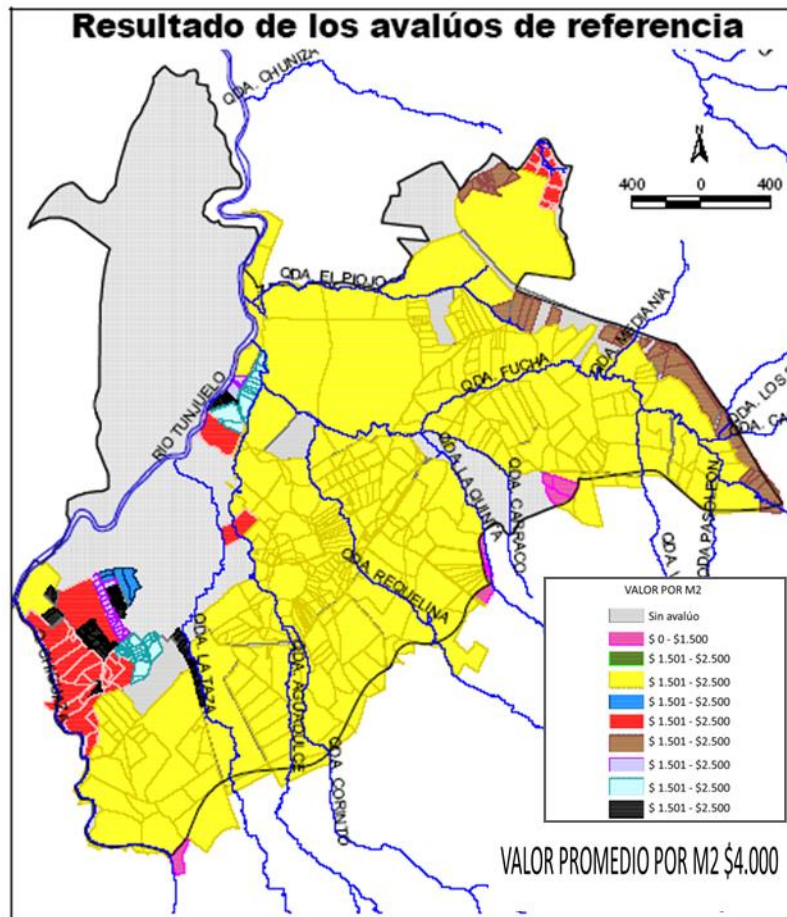 Resultado de los avalúos de referencia
QDA. CHUNIZA
N
400 0 400
QDA. EL PIOJO
QDA. MEDIANIA
QDA. FUCHA
RIO TUNJUELO
QDA. LA QUINTA
QDA. CARRACO
QDA PASOLEON
QDA. REQUELINA
QDA. LA TAZA
QDA. AGUADULCE
QDA. CORINTO
VALOR POR M2
Sin avalúo
$ 0 - $1.500
$ 1.501 - $2.500
$ 1.501 - $2.500
$ 1.501 - $2.500
$ 1.501 - $2.500
$ 1.501 - $2.500
$ 1.501 - $2.500
$ 1.501 - $2.500
$ 1.501 - $2.500
VALOR PROMEDIO POR M2 $4.000